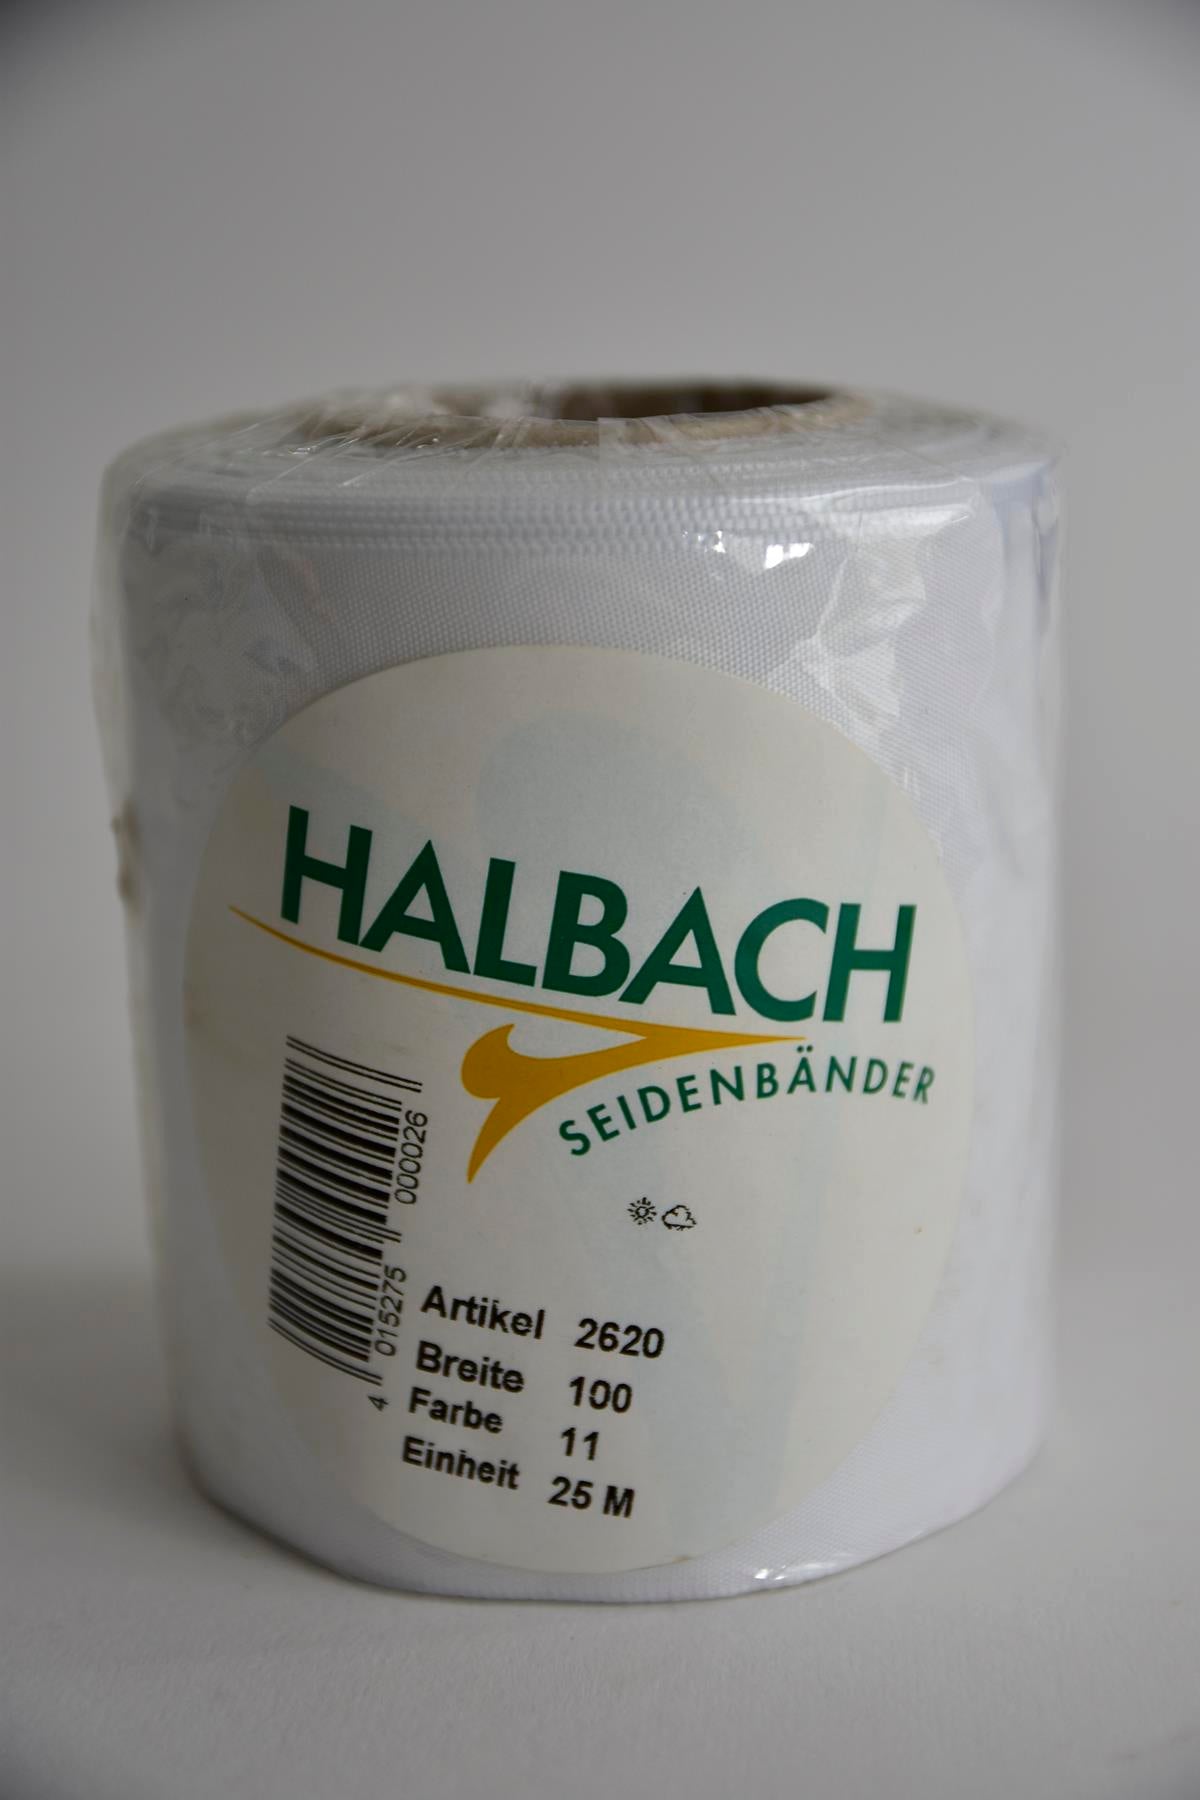 HALBACH
SEIDENBÄNDER
4 015275 000026
Artikel 2620
Breite 100
Farbe 11
Einheit 25 M